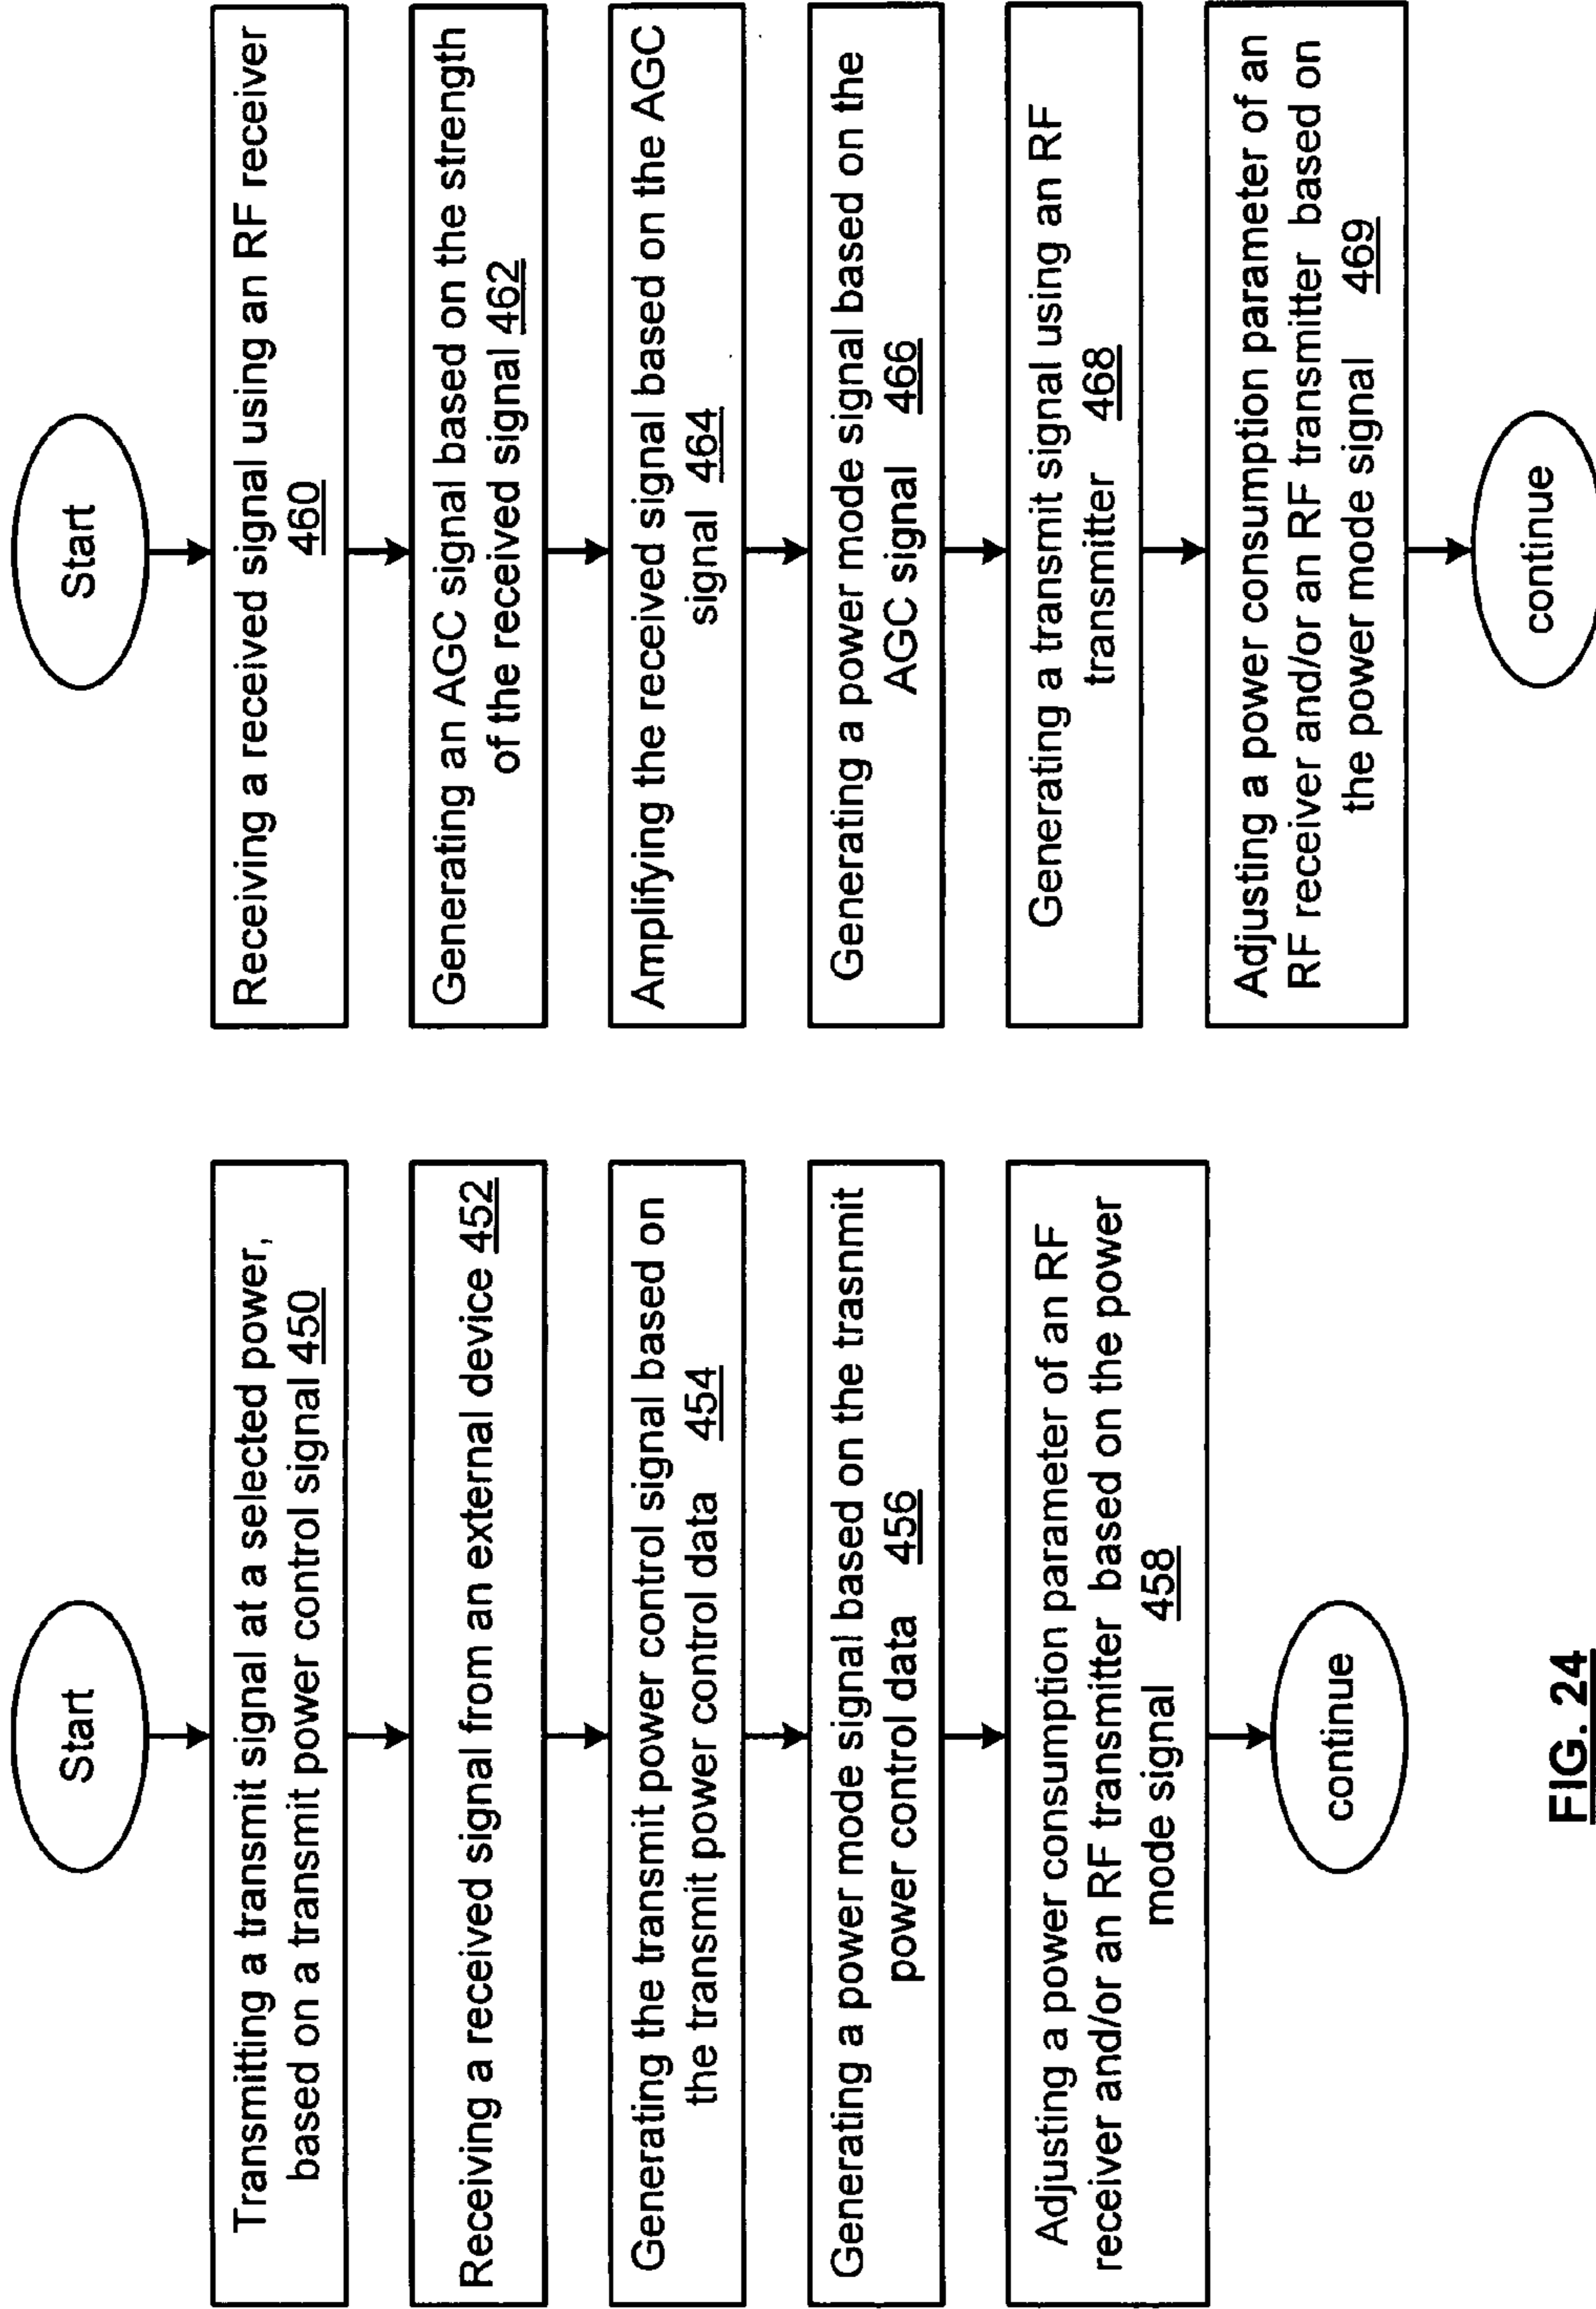 Start
Transmitting a transmit signal at a selected power,
based on a transmit power control signal 450
Receiving a received signal from an external device 452
Generating the transmit power control signal based on
the transmit power control data 454
Generating a power mode signal based on the trasnmit
power control data 456
Adjusting a power consumption parameter of an RF
receiver and/or an RF transmitter based on the power
mode signal 458
continue
FIG. 24
Start
Receiving a received signal using an RF receiver
460
Generating an AGC signal based on the strength
of the received signal 462
Amplifying the received signal based on the AGC
signal 464
Generating a power mode signal based on the
AGC signal 466
Generating a transmit signal using an RF
transmitter 468
Adjusting a power consumption parameter of an
RF receiver and/or an RF transmitter based on
the power mode signal 469
continue